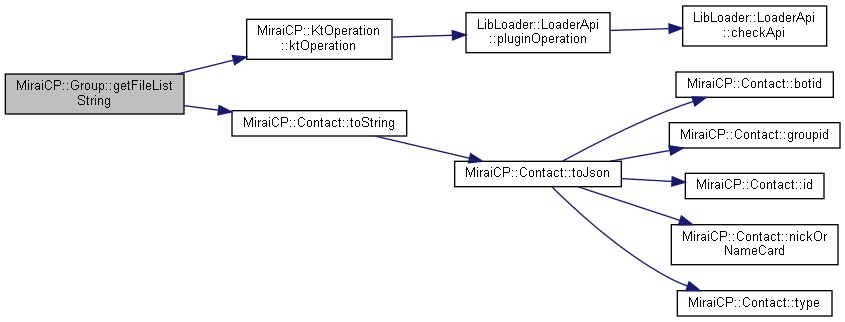 MiraiCP::Group::getFileList
String
MiraiCP::KtOperation
::ktOperation
LibLoader::LoaderApi
::pluginOperation
LibLoader::LoaderApi
::checkApi
MiraiCP::Contact::toString
MiraiCP::Contact::toJson
MiraiCP::Contact::botid
MiraiCP::Contact::groupid
MiraiCP::Contact::id
MiraiCP::Contact::nickOr
NameCard
MiraiCP::Contact::type